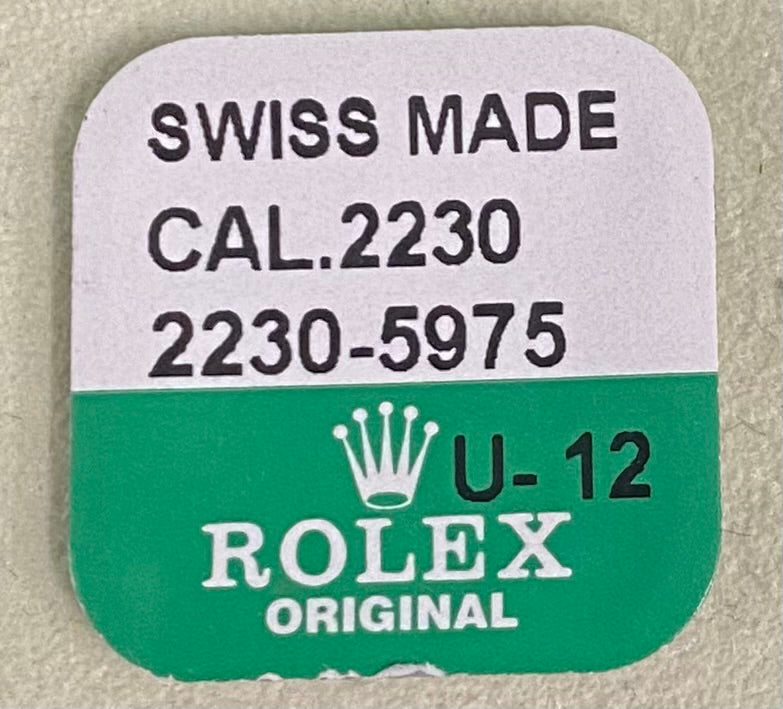 SWISS MADE
CAL.2230
2230-5975
U- 12
ROLEX
ORIGINAL